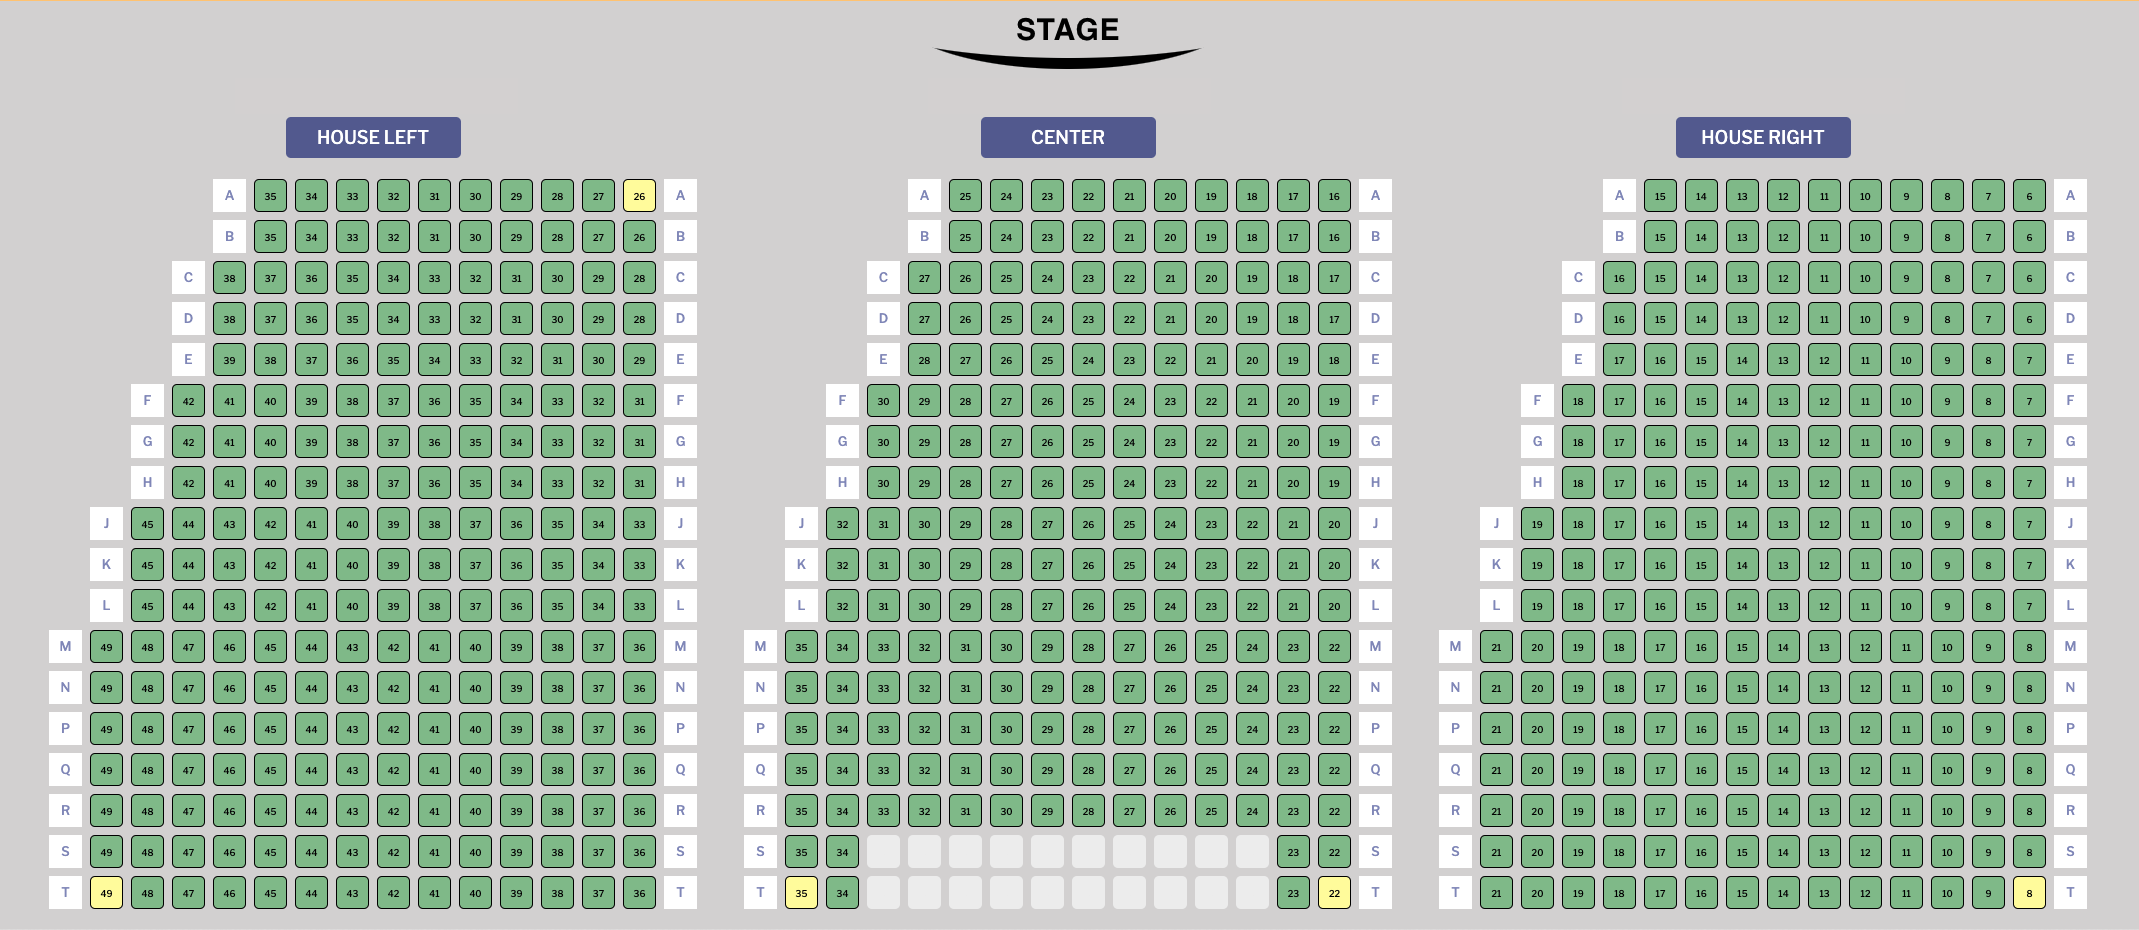 STAGE
HOUSE LEFT CENTER HOUSE RIGHT
A 35 34 33 32 31 30 29 28 27 26 A A 25 24 23 22 21 20 19 18 17 16 A A 15 14 13 12 11 10 9 8 7 6 A
B 35 34 33 32 31 30 29 28 27 26 B B 25 24 23 22 21 20 19 18 17 16 B B 15 14 13 12 11 10 9 8 7 6 B
C 38 37 36 35 34 33 32 31 30 29 28 C C 27 26 25 24 23 22 21 20 19 18 17 C C 16 15 14 13 12 11 10 9 8 7 6 C
D 38 37 36 35 34 33 32 31 30 29 28 D D 27 26 25 24 23 22 21 20 19 18 17 D D 16 15 14 13 12 11 10 9 8 7 6 D
E 39 38 37 36 35 34 33 32 31 30 29 E E 28 27 26 25 24 23 22 21 20 19 18 E E 17 16 15 14 13 12 11 10 9 8 7 E
F 42 41 40 39 38 37 36 35 34 33 32 31 F F 30 29 28 27 26 25 24 23 22 21 20 19 F F 18 17 16 15 14 13 12 11 10 9 8 7 F
G 42 41 40 39 38 37 36 35 34 33 32 31 G G 30 29 28 27 26 25 24 23 22 21 20 19 G G 18 17 16 15 14 13 12 11 10 9 8 7 G
H 42 41 40 39 38 37 36 35 34 33 32 31 H H 30 29 28 27 26 25 24 23 22 21 20 19 H H 18 17 16 15 14 13 12 11 10 9 8 7 H
J 45 44 43 42 41 40 39 38 37 36 35 34 33 J J 32 31 30 29 28 27 26 25 24 23 22 21 20 J J 19 18 17 16 15 14 13 12 11 10 9 8 7 J
K 45 44 43 42 41 40 39 38 37 36 35 34 33 K K 32 31 30 29 28 27 26 25 24 23 22 21 20 K K 19 18 17 16 15 14 13 12 11 10 9 8 7 K
L 45 44 43 42 41 40 39 38 37 36 35 34 33 L L 32 31 30 29 28 27 26 25 24 23 22 21 20 L L 19 18 17 16 15 14 13 12 11 10 9 8 7 L
M 49 48 47 46 45 44 43 42 41 40 39 38 37 36 M M 35 34 33 32 31 30 29 28 27 26 25 24 23 22 M M 21 20 19 18 17 16 15 14 13 12 11 10 9 8 M
N 49 48 47 46 45 44 43 42 41 40 39 38 37 36 N N 35 34 33 32 31 30 29 28 27 26 25 24 23 22 N N 21 20 19 18 17 16 15 14 13 12 11 10 9 8 N
P 49 48 47 46 45 44 43 42 41 40 39 38 37 36 P P 35 34 33 32 31 30 29 28 27 26 25 24 23 22 P P 21 20 19 18 17 16 15 14 13 12 11 10 9 8 P
Q 49 48 47 46 45 44 43 42 41 40 39 38 37 36 Q Q 35 34 33 32 31 30 29 28 27 26 25 24 23 22 Q Q 21 20 19 18 17 16 15 14 13 12 11 10 9 8 Q
R 49 48 47 46 45 44 43 42 41 40 39 38 37 36 R R 35 34 33 32 31 30 29 28 27 26 25 24 23 22 R R 21 20 19 18 17 16 15 14 13 12 11 10 9 8 R
S 49 48 47 46 45 44 43 42 41 40 39 38 37 36 S S 35 34 23 22 S S 21 20 19 18 17 16 15 14 13 12 11 10 9 8 S
T 49 48 47 46 45 44 43 42 41 40 39 38 37 36 T T 35 34 23 22 T T 21 20 19 18 17 16 15 14 13 12 11 10 9 8 T